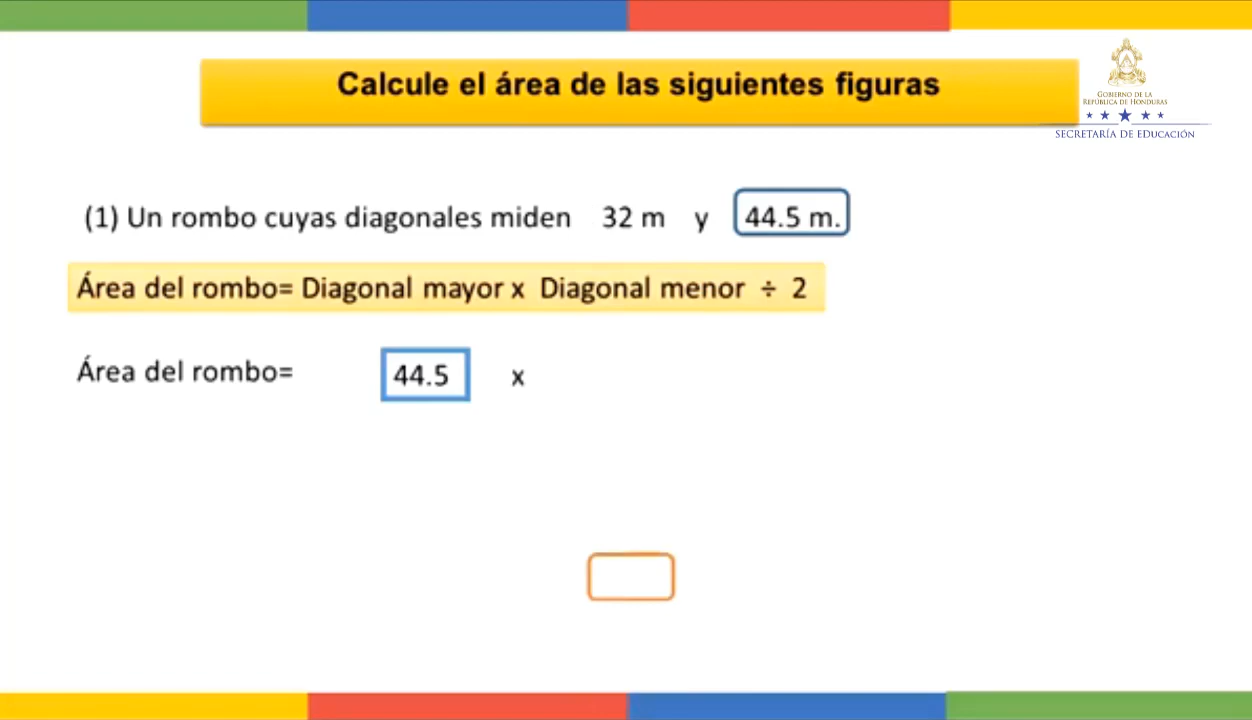 Calcule el área de las siguientes figuras
GOBIERNO DE LA
REPÚBLICA DE HONDURAS
SECRETARÍA DE EDUCACIÓN
(1) Un rombo cuyas diagonales miden 32 m y 44.5 m.
Área del rombo= Diagonal mayor x Diagonal menor ÷ 2
Área del rombo= 44.5 x